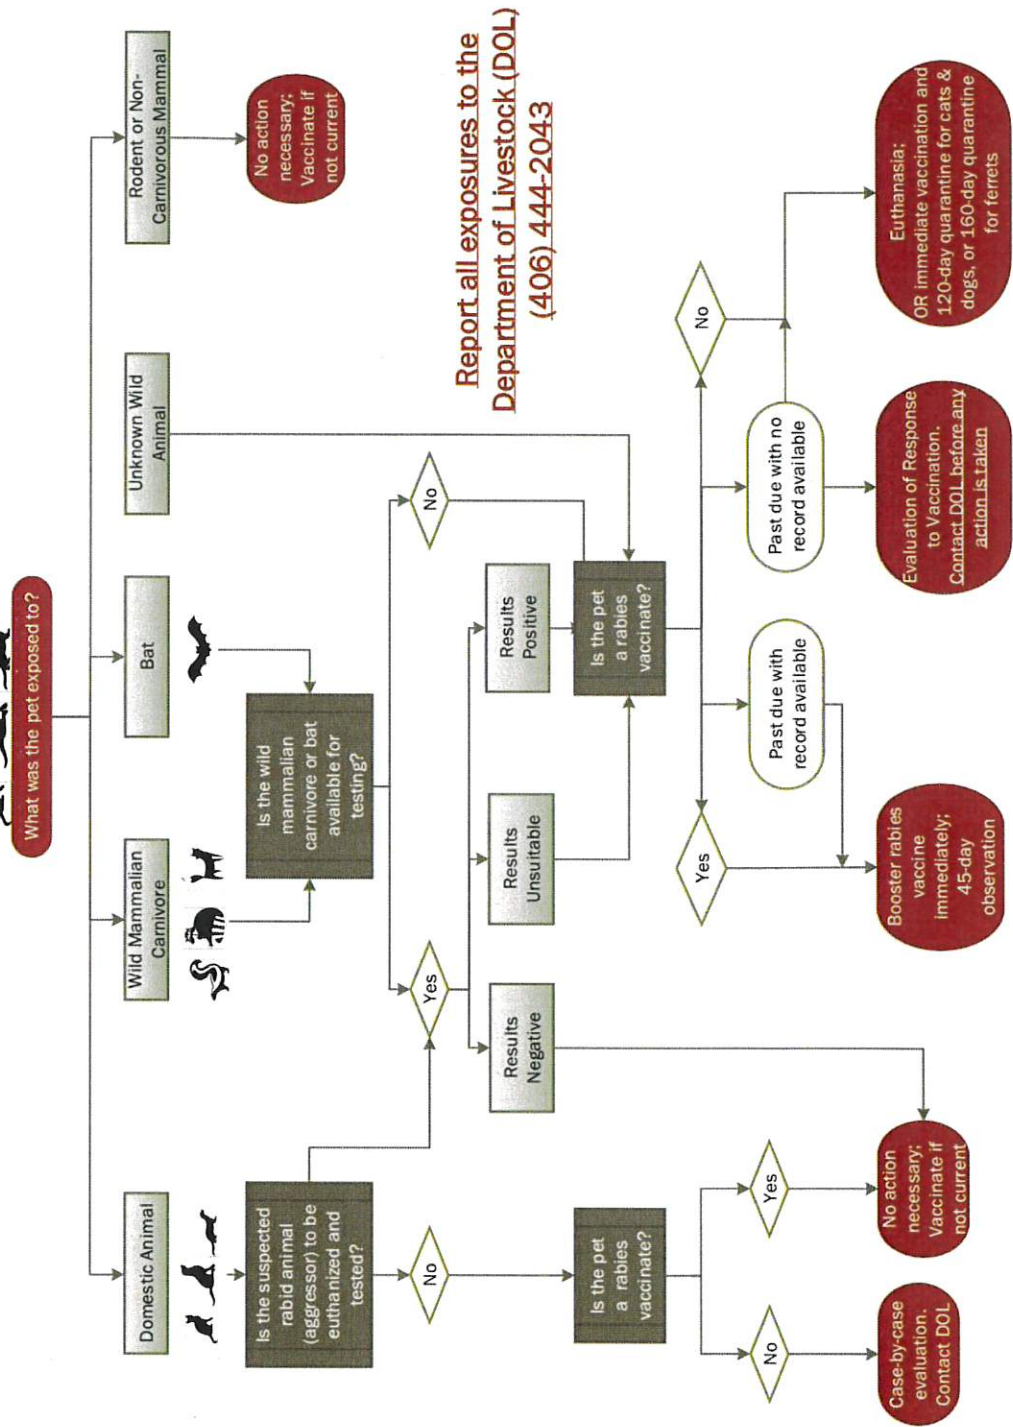 What was the pet exposed to?
Domestic Animal
Wild Mammalian
Carnivore
Bat
Unknown Wild
Animal
Rodent or Non-
Carnivorous Mammal
Is the suspected
rabid animal
(aggressor) to be
euthanized and
tested?
Is the wild
mammalian
carnivore or bat
available for
testing?
No action
necessary;
Vaccinate if
not current
No
Yes
No
Report all exposures to the
Department of Livestock (DOL)
(406) 444-2043
Results
Negative
Results
Unsuitable
Results
Positive
Is the pet
a rabies
vaccinate?
Is the pet
a rabies
vaccinate?
No
Yes
Yes
Past due with
record available
Past due with no
record available
No
Case-by-case
evaluation.
Contact DOL
No action
necessary;
Vaccinate if
not current
Booster rabies
vaccine
immediately;
45-day
observation
Evaluation of Response
to Vaccination.
Contact DOL before any
action is taken
Euthanasia;
OR immediate vaccination and
120-day quarantine for cats &
dogs, or 160-day quarantine
for ferrets